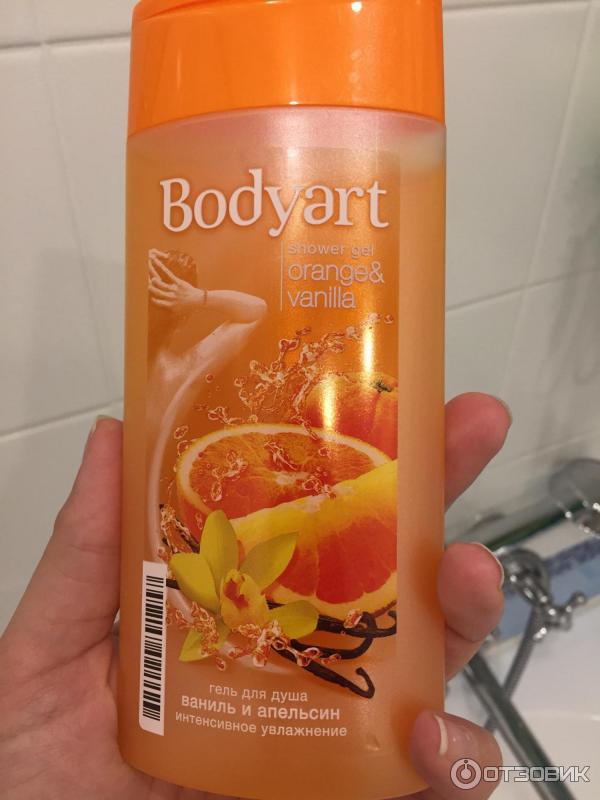 Bodyart
shower gel
orange&
vanilla
гель для душа
ваниль и апельсин
интенсивное увлажнение
ОТЗОВИК